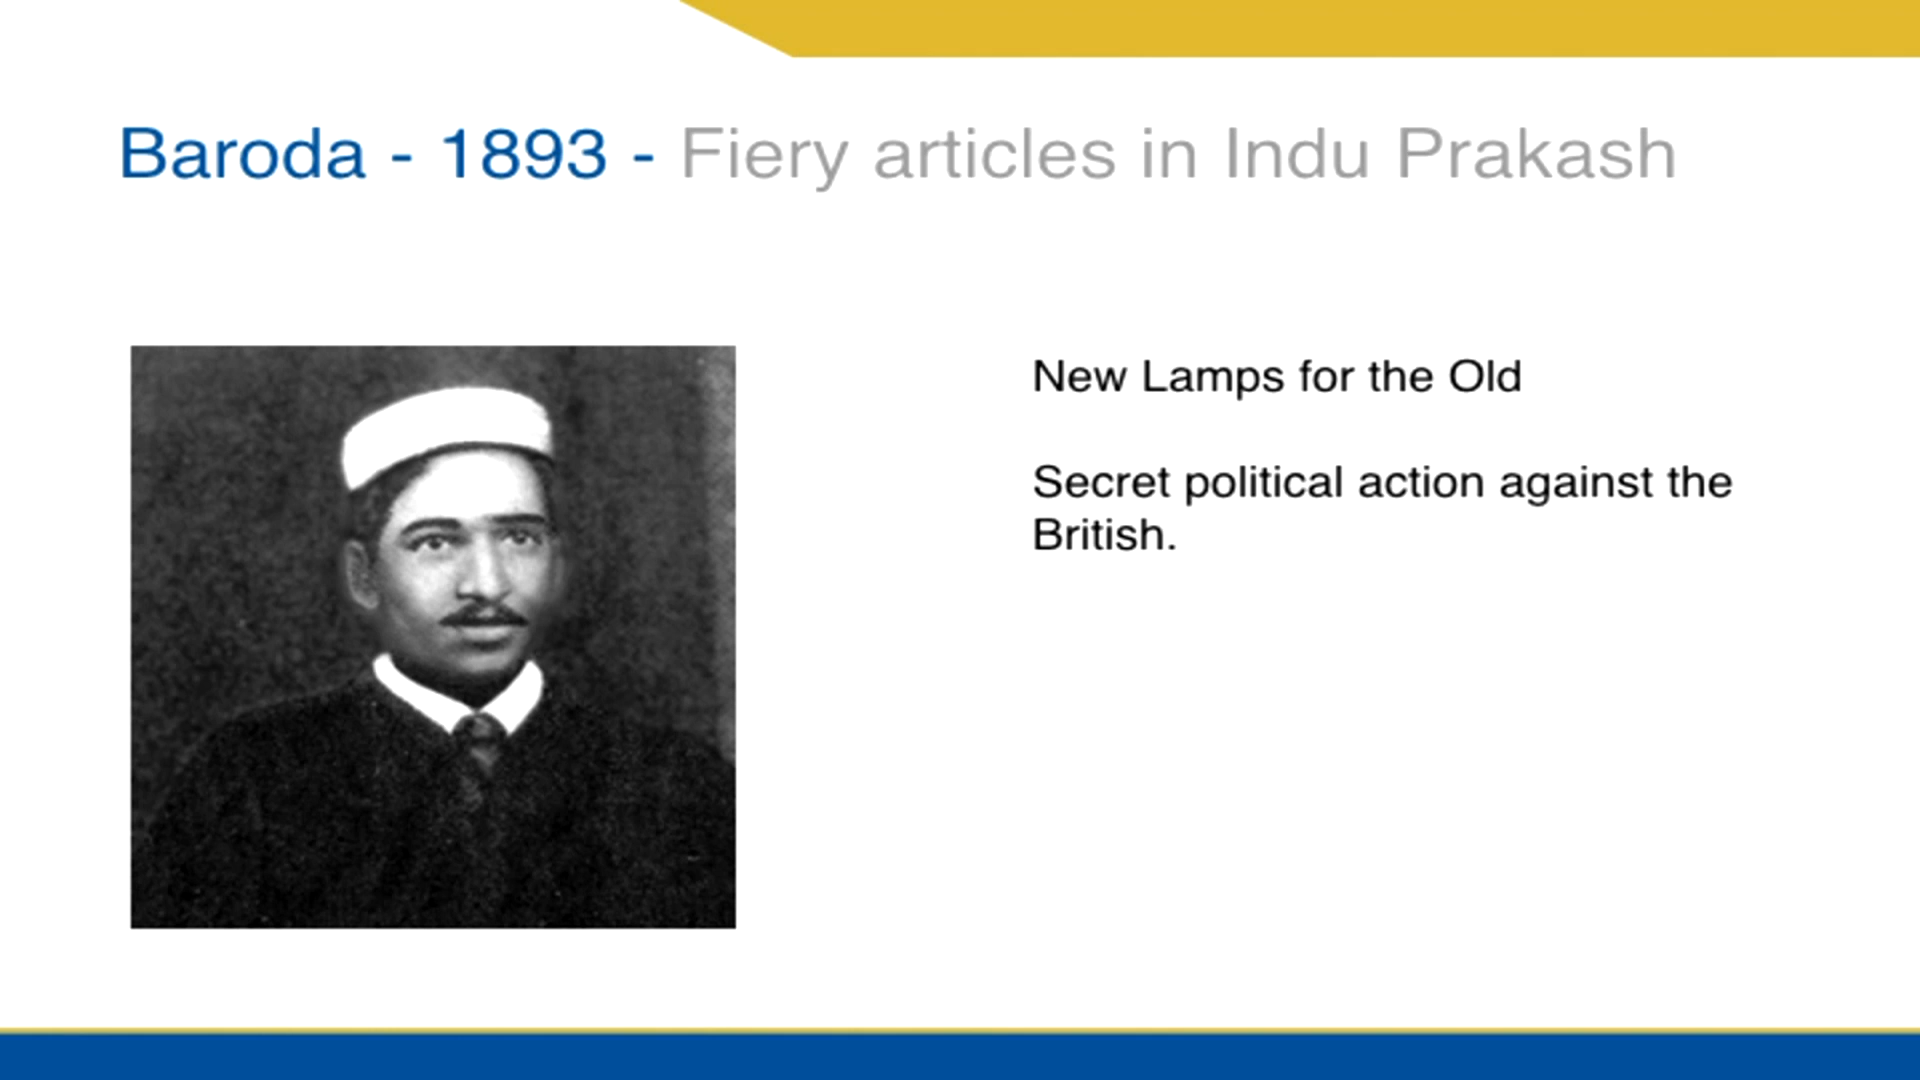 Baroda - 1893 - Fiery articles in Indu Prakash
New Lamps for the Old
Secret political action against the
British.